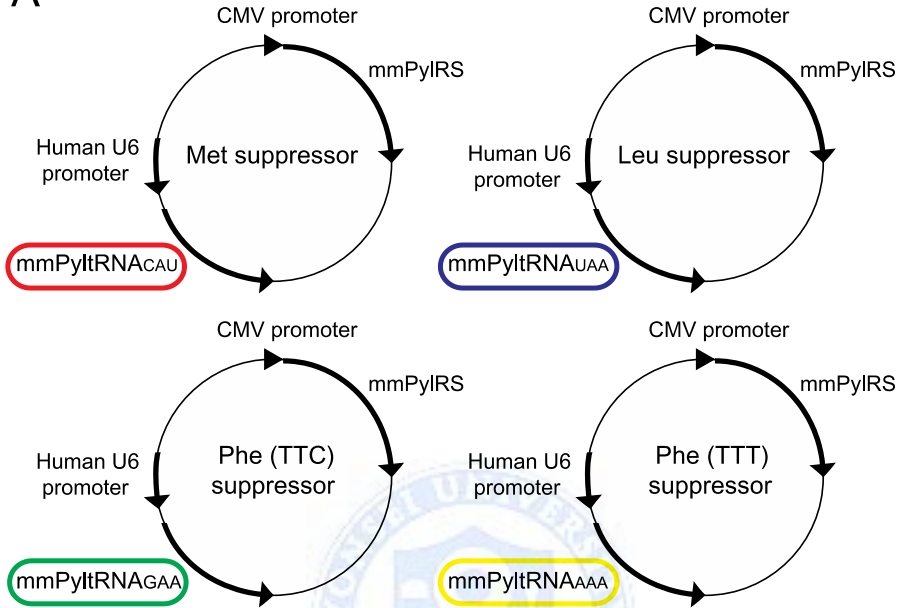 A
CMV promoter
mmPylRS
Human U6
promoter
Met suppressor
mmPyltRNACAU
CMV promoter
mmPylRS
Human U6
promoter
Leu suppressor
mmPyltRNAUAA
CMV promoter
mmPylRS
Human U6
promoter
Phe (TTC)
suppressor
mmPyltRNAGAA
CMV promoter
mmPylRS
Human U6
promoter
Phe (TTT)
suppressor
mmPyltRNAAAA